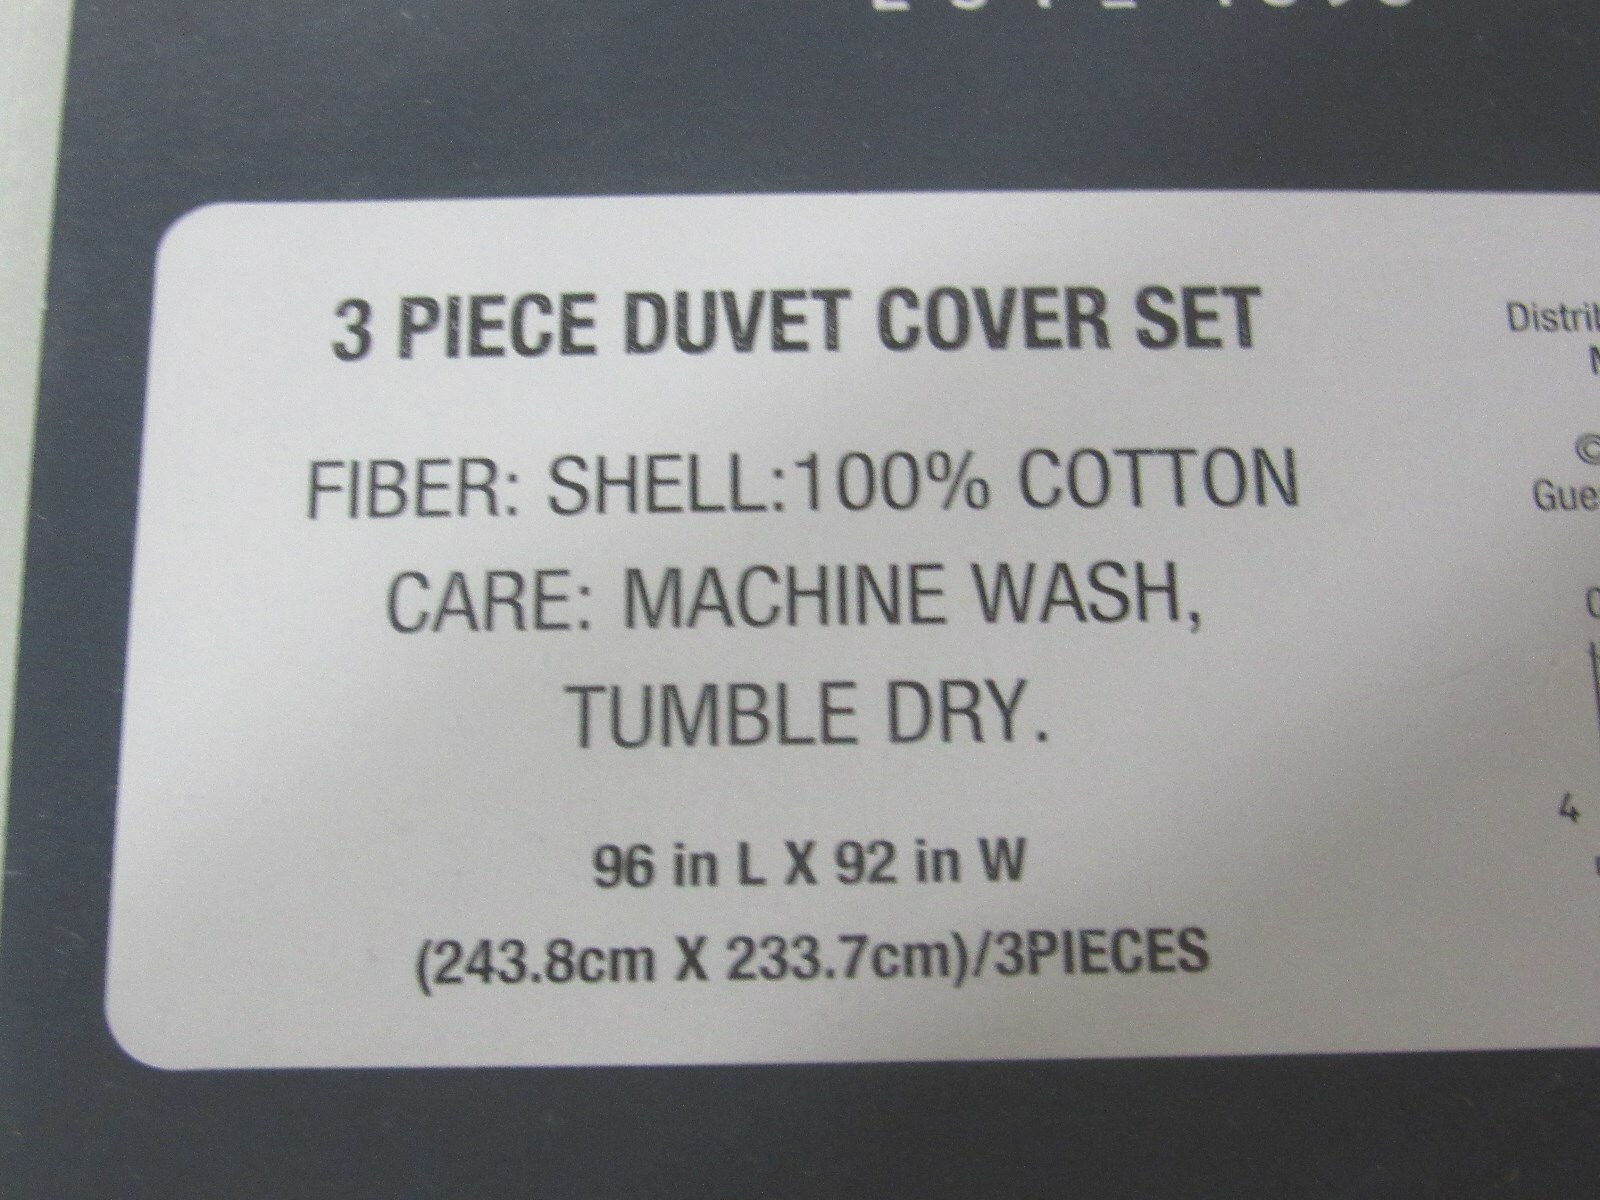 3 PIECE DUVET COVER SET
FIBER: SHELL:100% COTTON
CARE: MACHINE WASH,
TUMBLE DRY.
96 in L X 92 in W
(243.8cm X 233.7cm)/3PIECES
©
4